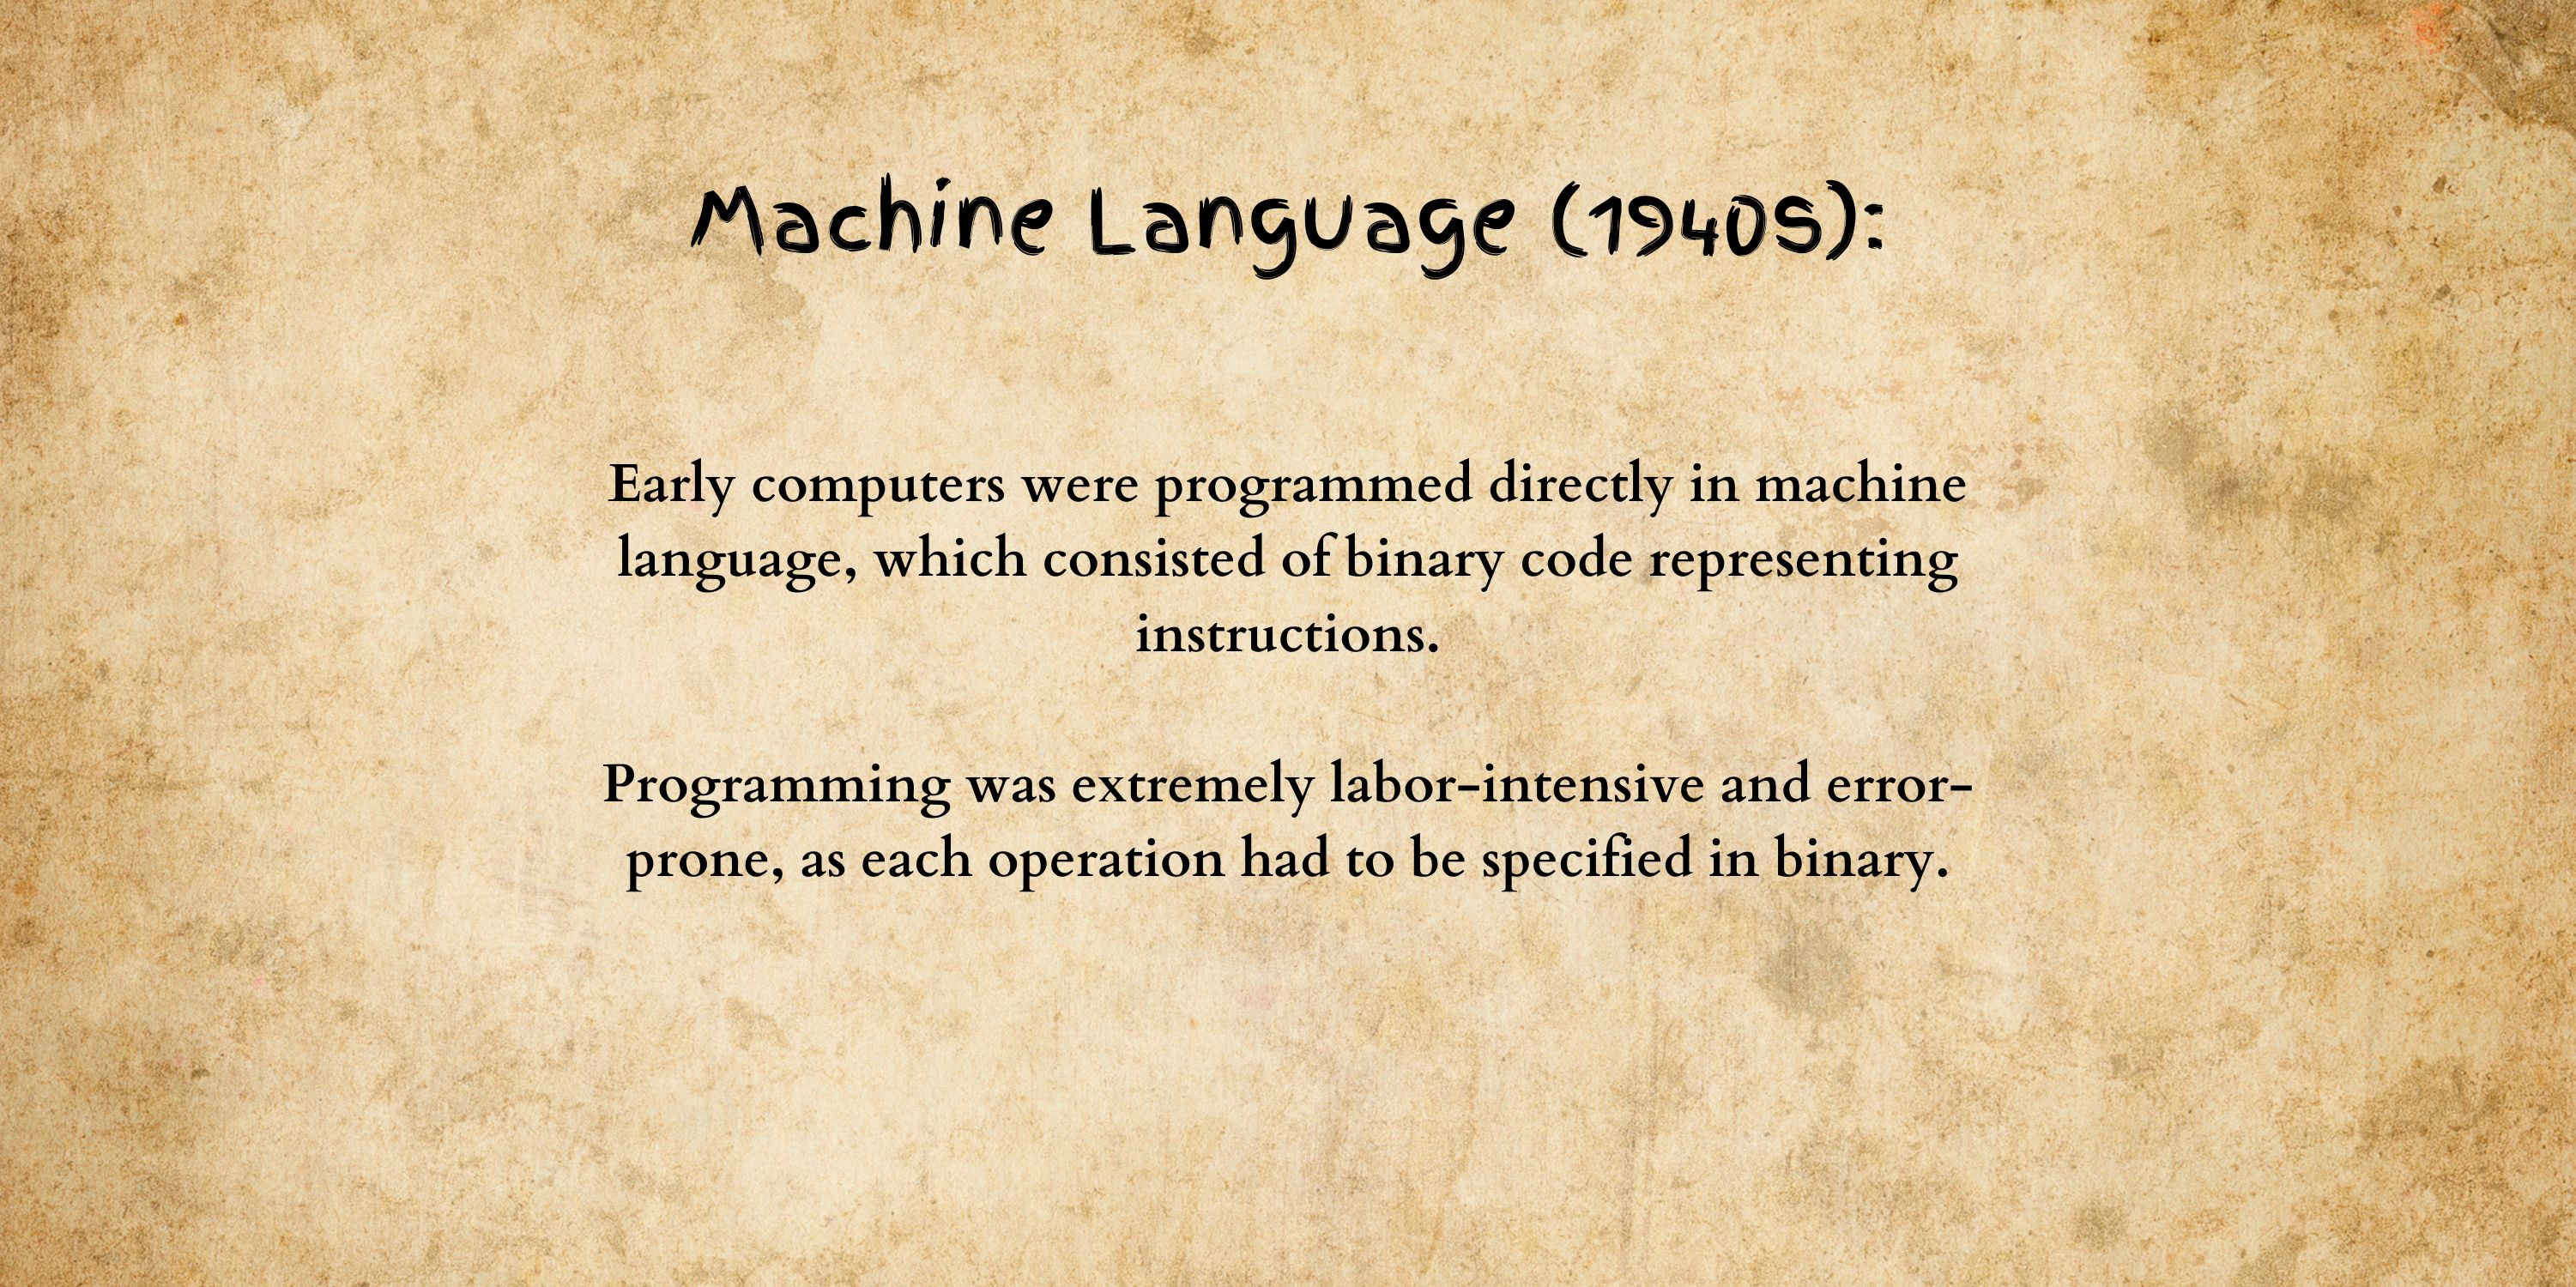 Machine Language (1940s):
Early computers were programmed directly in machine
language, which consisted of binary code representing
instructions.
Programming was extremely labor-intensive and error-
prone, as each operation had to be specified in binary.